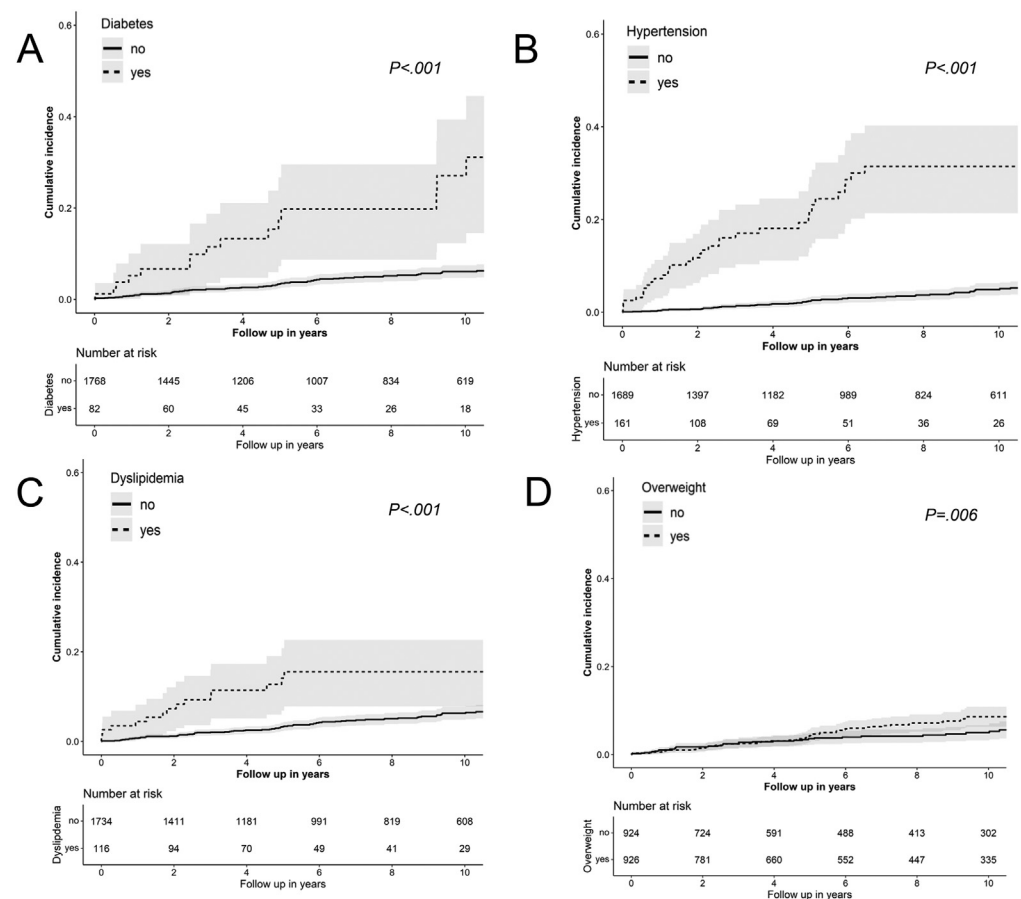 A
Diabetes
no
yes
P<.001
Cumulative incidence
0.6
0.4
0.2
0.0
0 2 4 6 8 10
Follow up in years
Number at risk
Diabetes
no 1768 1445 1206 1007 834 619
yes 82 60 45 33 26 18
0 2 4 6 8 10
Follow up in years
B
Hypertension
no
yes
P<.001
Cumulative incidence
0.6
0.4
0.2
0.0
0 2 4 6 8 10
Follow up in years
Number at risk
Hypertension
no 1689 1397 1182 989 824 611
yes 161 108 69 51 36 26
0 2 4 6 8 10
Follow up in years
C
Dyslipidemia
no
yes
P<.001
Cumulative incidence
0.6
0.4
0.2
0.0
0 2 4 6 8 10
Follow up in years
Number at risk
Dyslipdemia
no 1734 1411 1181 991 819 608
yes 116 94 70 49 41 29
0 2 4 6 8 10
Follow up in years
D
Overweight
no
yes
P=.006
Cumulative incidence
0.6
0.4
0.2
0.0
0 2 4 6 8 10
Follow up in years
Number at risk
Overweight
no 924 724 591 488 413 302
yes 926 781 660 552 447 335
0 2 4 6 8 10
Follow up in years